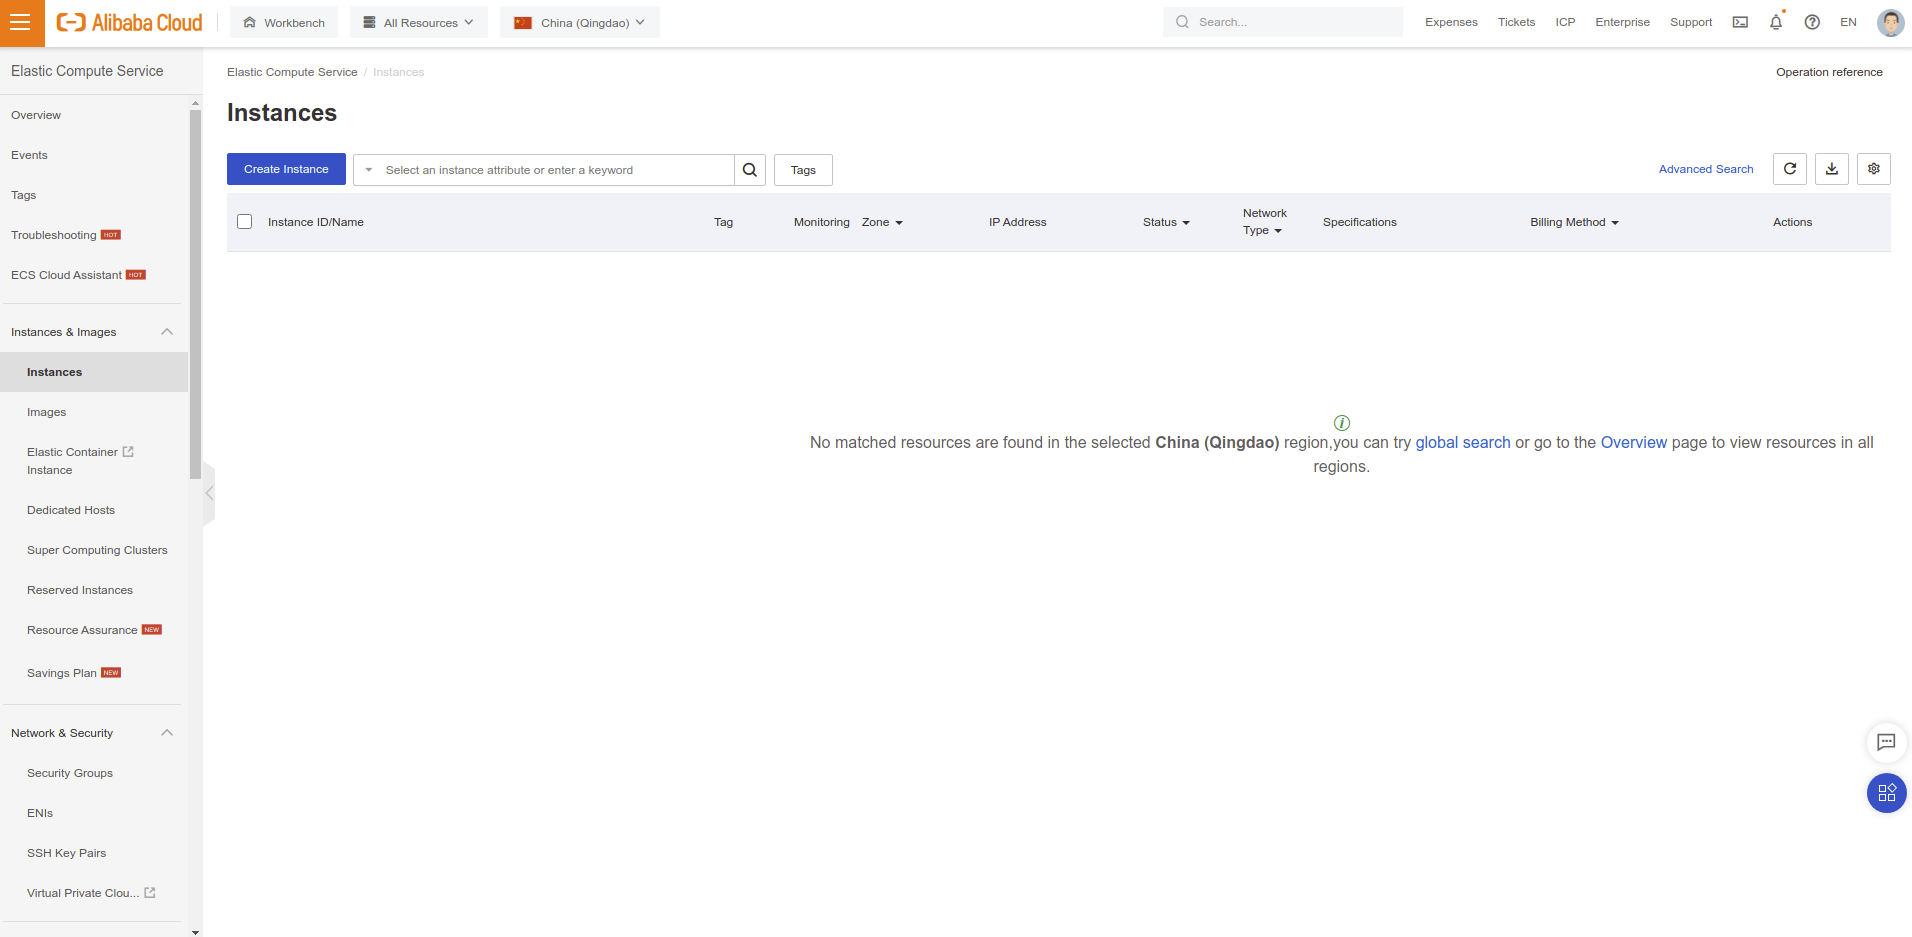 Alibaba Cloud
Workbench
All Resources
China (Qingdao)
Search...
Expenses
Tickets
ICP
Enterprise
Support
EN
Elastic Compute Service
Overview
Events
Tags
Troubleshooting HOT
ECS Cloud Assistant HOT
Instances & Images
Instances
Images
Elastic Container
Instance
Dedicated Hosts
Super Computing Clusters
Reserved Instances
Resource Assurance NEW
Savings Plan NEW
Network & Security
Security Groups
ENIs
SSH Key Pairs
Virtual Private Clou...
Elastic Compute Service / Instances
Operation reference
Instances
Create Instance
Select an instance attribute or enter a keyword
Tags
Advanced Search
Instance ID/Name
Tag
Monitoring
Zone
IP Address
Status
Network
Type
Specifications
Billing Method
Actions
No matched resources are found in the selected China (Qingdao) region,you can try global search or go to the Overview page to view resources in all
regions.